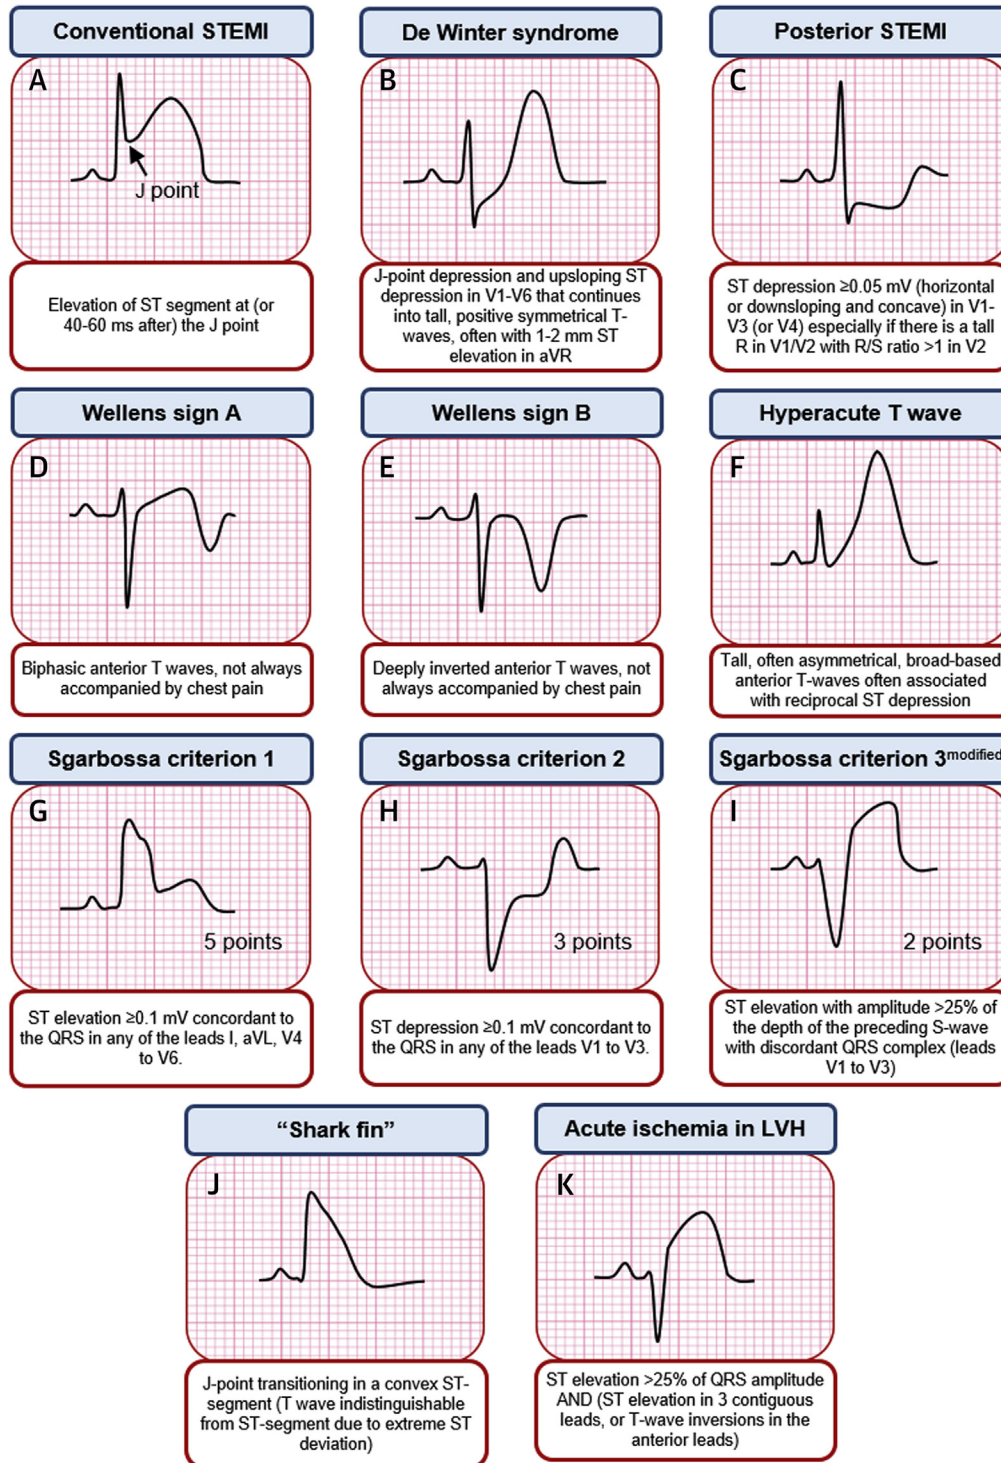 Conventional STEMI
De Winter syndrome
Posterior STEMI
A
J point
B
C
Elevation of ST segment at (or
40-60 ms after) the J point
J-point depression and upsloping ST
depression in V1-V6 that continues
into tall, positive symmetrical T-
waves, often with 1-2 mm ST
elevation in aVR
ST depression ≥0.05 mV (horizontal
or downsloping and concave) in V1-
V3 (or V4) especially if there is a tall
R in V1/V2 with R/S ratio >1 in V2
Wellens sign A
Wellens sign B
Hyperacute T wave
D
E
F
Biphasic anterior T waves, not always
accompanied by chest pain
Deeply inverted anterior T waves, not
always accompanied by chest pain
Tall, often asymmetrical, broad-based
anterior T-waves often associated
with reciprocal ST depression
Sgarbossa criterion 1
Sgarbossa criterion 2
Sgarbossa criterion 3modified
G
5 points
H
3 points
I
2 points
ST elevation ≥0.1 mV concordant to
the QRS in any of the leads I, aVL, V4
to V6.
ST depression ≥0.1 mV concordant to
the QRS in any of the leads V1 to V3.
ST elevation with amplitude >25% of
the depth of the preceding S-wave
with discordant QRS complex (leads
V1 to V3)
“Shark fin”
Acute ischemia in LVH
J
K
J-point transitioning in a convex ST-
segment (T wave indistinguishable
from ST-segment due to extreme ST
deviation)
ST elevation >25% of QRS amplitude
AND (ST elevation in 3 contiguous
leads, or T-wave inversions in the
anterior leads)